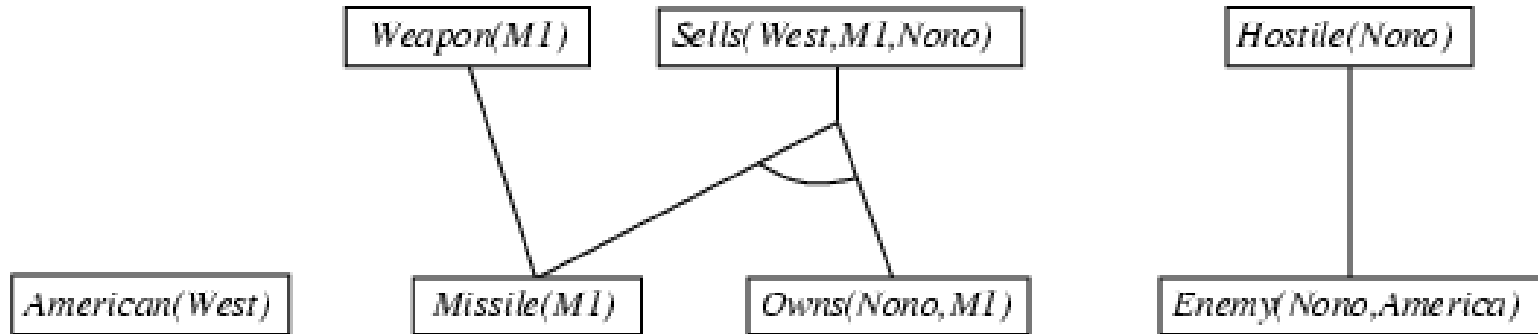 Weapon(M1)
Sells(West,M1,Nono)
Hostile(Nono)
American(West)
Missile(M1)
Owns(Nono,M1)
Enemy(Nono,America)